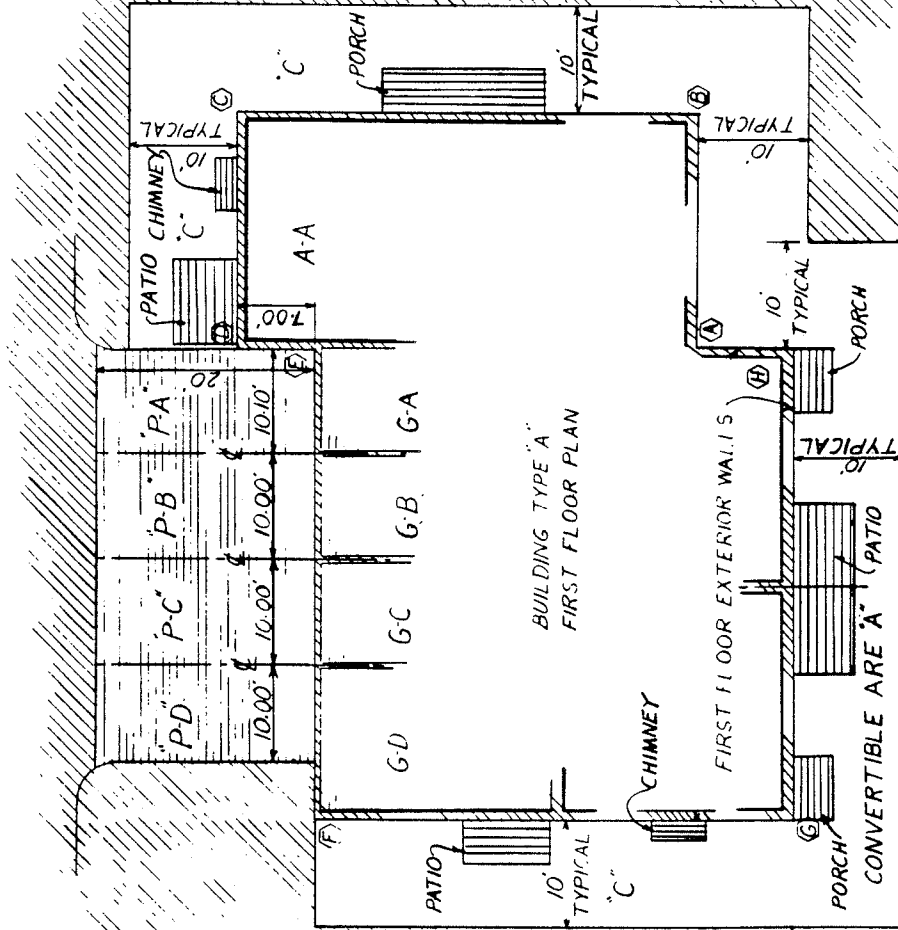 "C"
PORCH
10'
TYPICAL
C
TYPICAL
10'
CHIMNEY
"C"
PATIO
D
7.00'
A-A
B
TYPICAL
10'
10'
TYPICAL
A
PORCH
H
E
20'
"P-A"
10.10'
℄
G-A
"P-B"
10.00'
℄
G-B
"P-C"
10.00'
℄
G-C
"P-D"
10.00'
G-D
BUILDING TYPE "A"
FIRST FLOOR PLAN
FIRST FLOOR EXTERIOR WALLS
10'
TYPICAL
PATIO
CONVERTIBLE ARE "A"
CHIMNEY
F
PATIO
10'
TYPICAL
"C"
G
PORCH